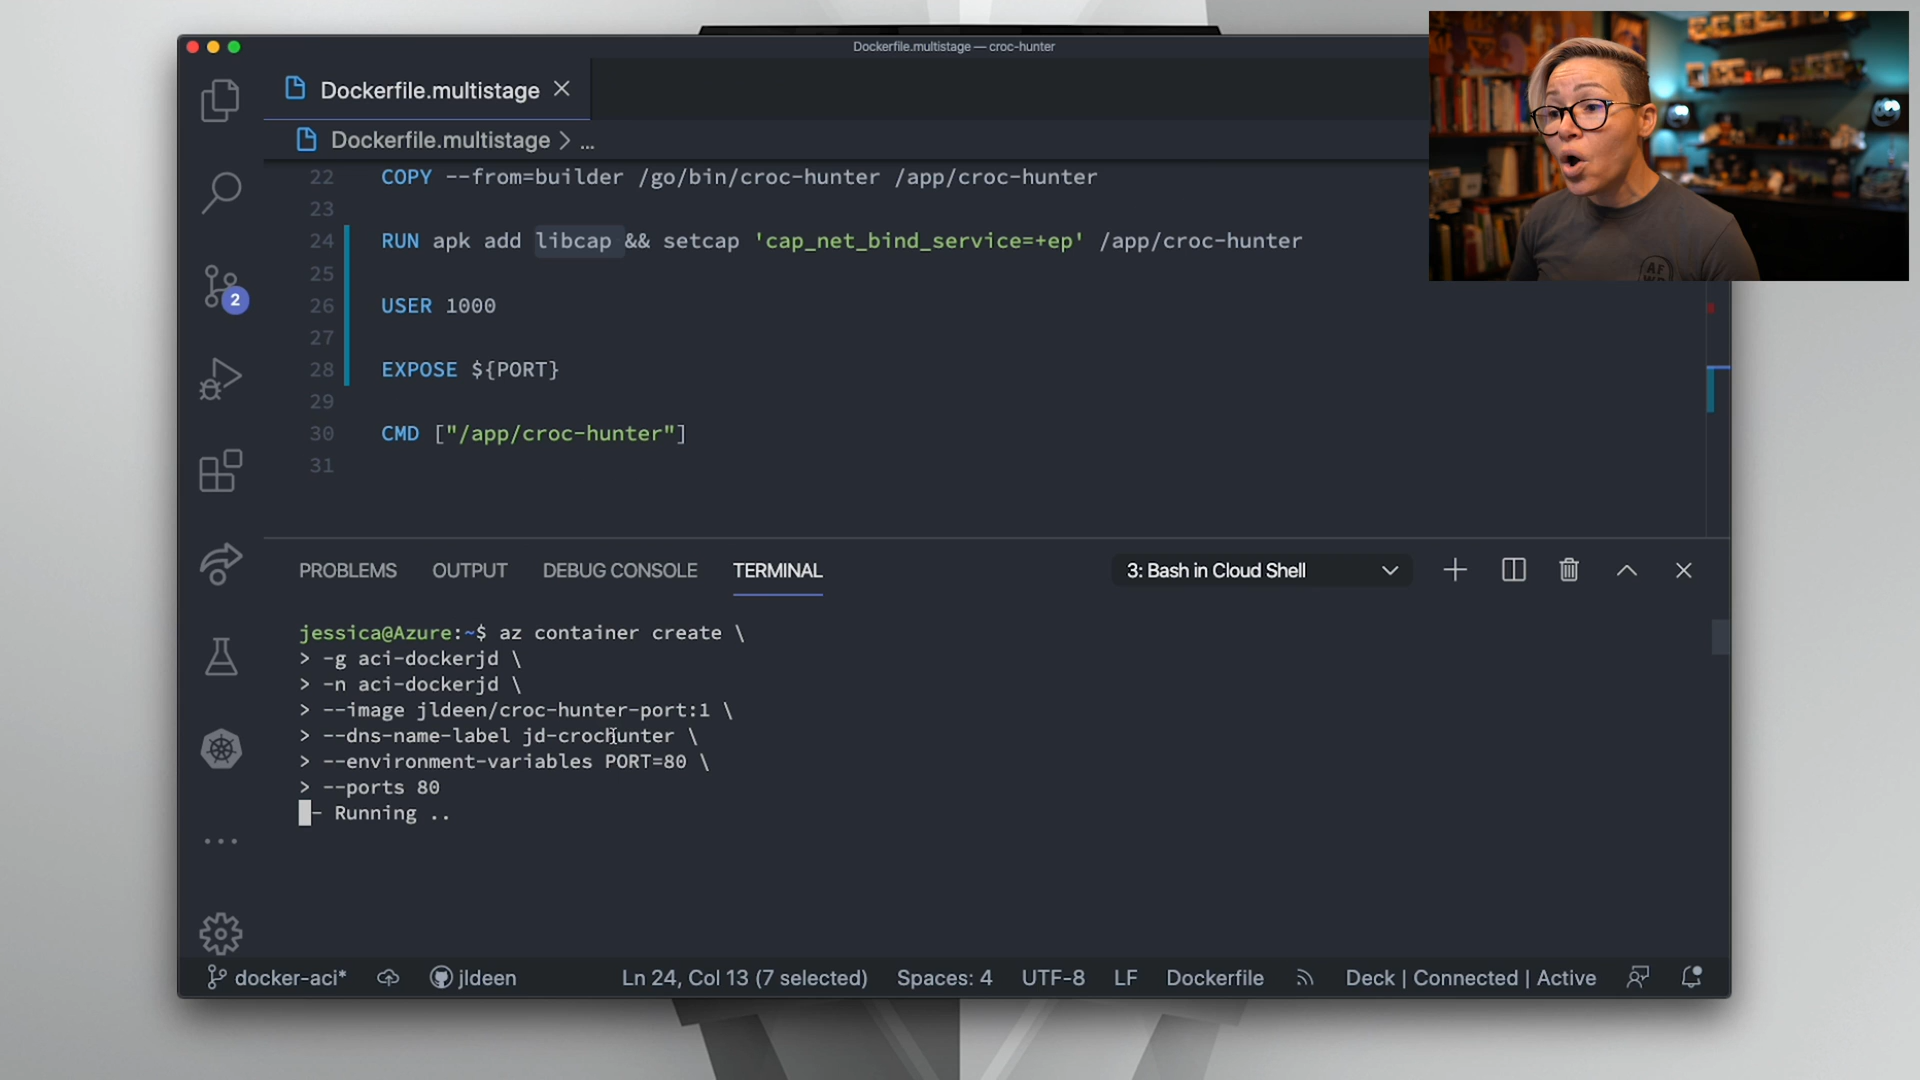 Dockerfile.multistage — croc-hunter
Dockerfile.multistage
Dockerfile.multistage > ...
22 COPY --from=builder /go/bin/croc-hunter /app/croc-hunter
23
24 RUN apk add libcap && setcap 'cap_net_bind_service=+ep' /app/croc-hunter
25
26 USER 1000
27
28 EXPOSE ${PORT}
29
30 CMD ["/app/croc-hunter"]
31
2
AF
PROBLEMS OUTPUT DEBUG CONSOLE TERMINAL 3: Bash in Cloud Shell
jessica@Azure:~$ az container create \
> -g aci-dockerjd \
> -n aci-dockerjd \
> --image jldeen/croc-hunter-port:1 \
> --dns-name-label jd-crochunter \
> --environment-variables PORT=80 \
> --ports 80
- Running ..
docker-aci* jldeen Ln 24, Col 13 (7 selected) Spaces: 4 UTF-8 LF Dockerfile Deck | Connected | Active